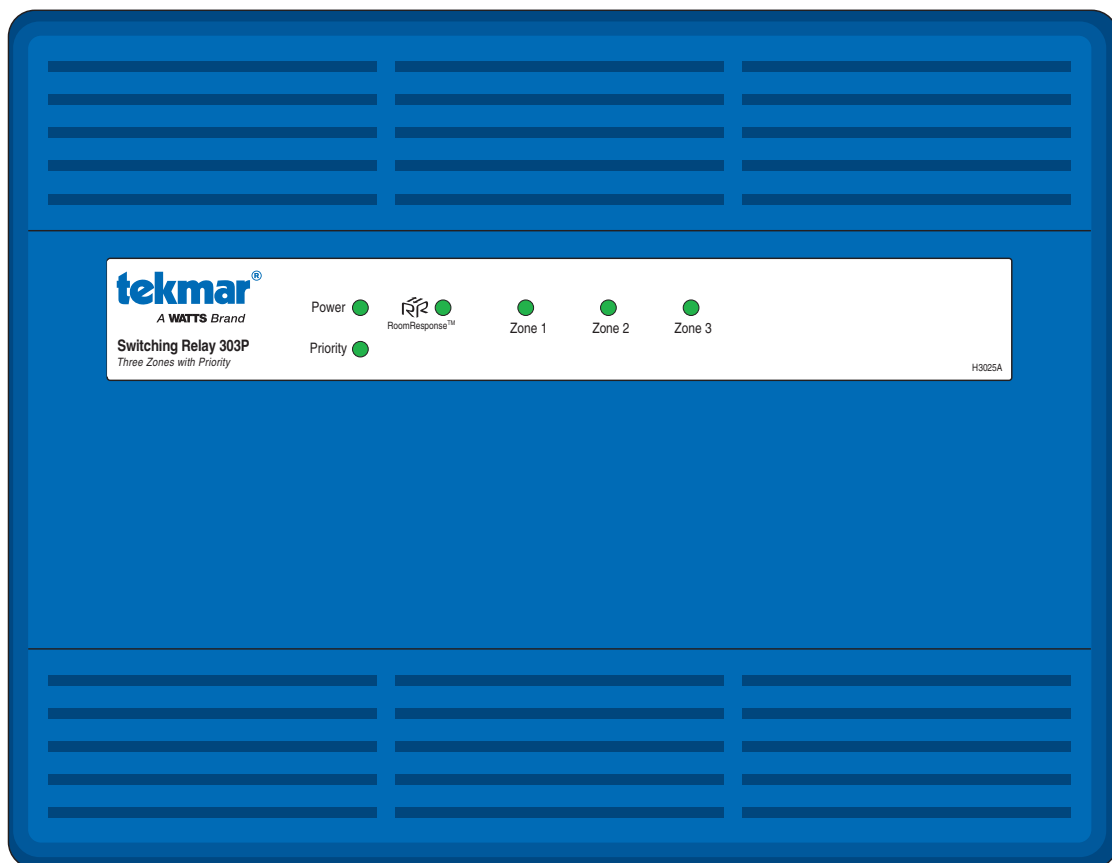 tekmar®
A WATTS Brand
Switching Relay 303P
Three Zones with Priority
Power
Priority
RoomResponse™
Zone 1
Zone 2
Zone 3
H3025A